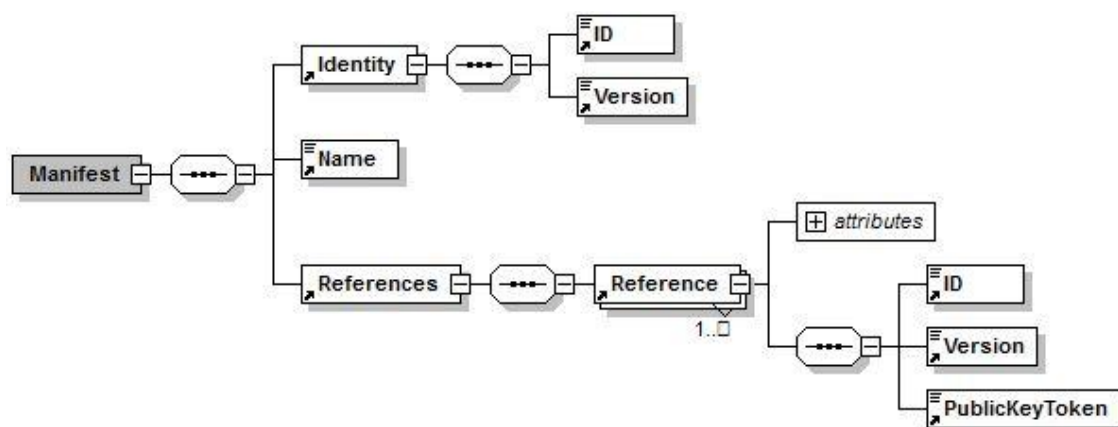 Manifest
Identity
ID
Version
Name
References
Reference
1..□
attributes
ID
Version
PublicKeyToken